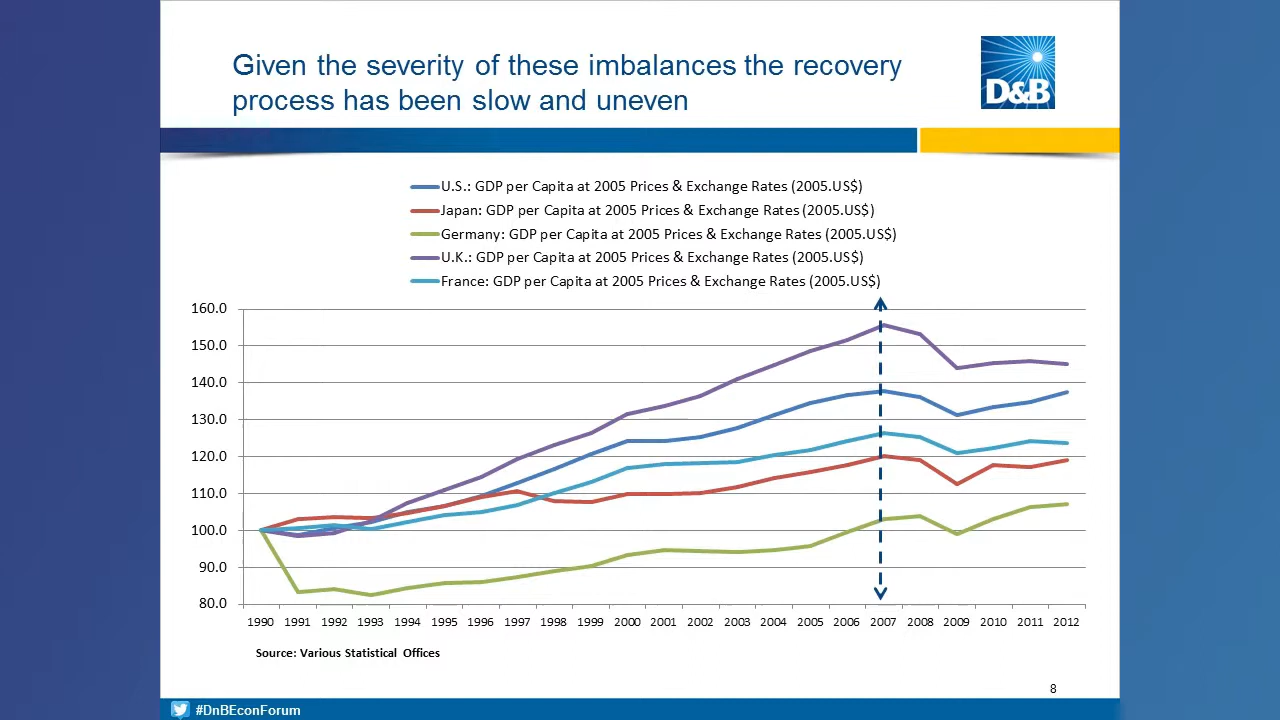 Given the severity of these imbalances the recovery
process has been slow and uneven
D&B
U.S.: GDP per Capita at 2005 Prices & Exchange Rates (2005.US$)
Japan: GDP per Capita at 2005 Prices & Exchange Rates (2005.US$)
Germany: GDP per Capita at 2005 Prices & Exchange Rates (2005.US$)
U.K.: GDP per Capita at 2005 Prices & Exchange Rates (2005.US$)
France: GDP per Capita at 2005 Prices & Exchange Rates (2005.US$)
160.0
150.0
140.0
130.0
120.0
110.0
100.0
90.0
80.0
1990 1991 1992 1993 1994 1995 1996 1997 1998 1999 2000 2001 2002 2003 2004 2005 2006 2007 2008 2009 2010 2011 2012
Source: Various Statistical Offices
8
#DnBEconForum